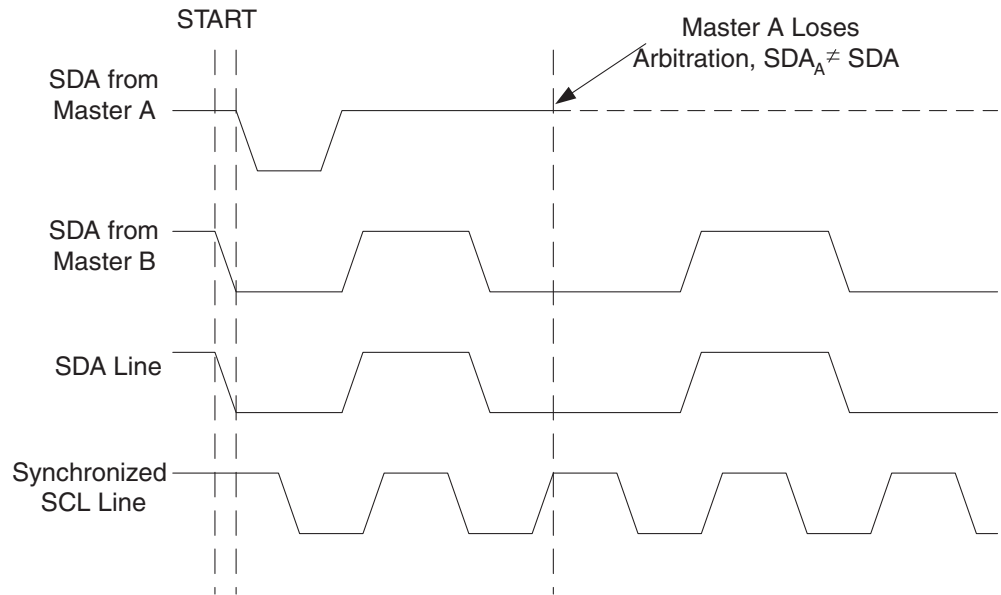 START
Master A Loses
Arbitration, SDA_A ≠ SDA
SDA from
Master A
SDA from
Master B
SDA Line
Synchronized
SCL Line